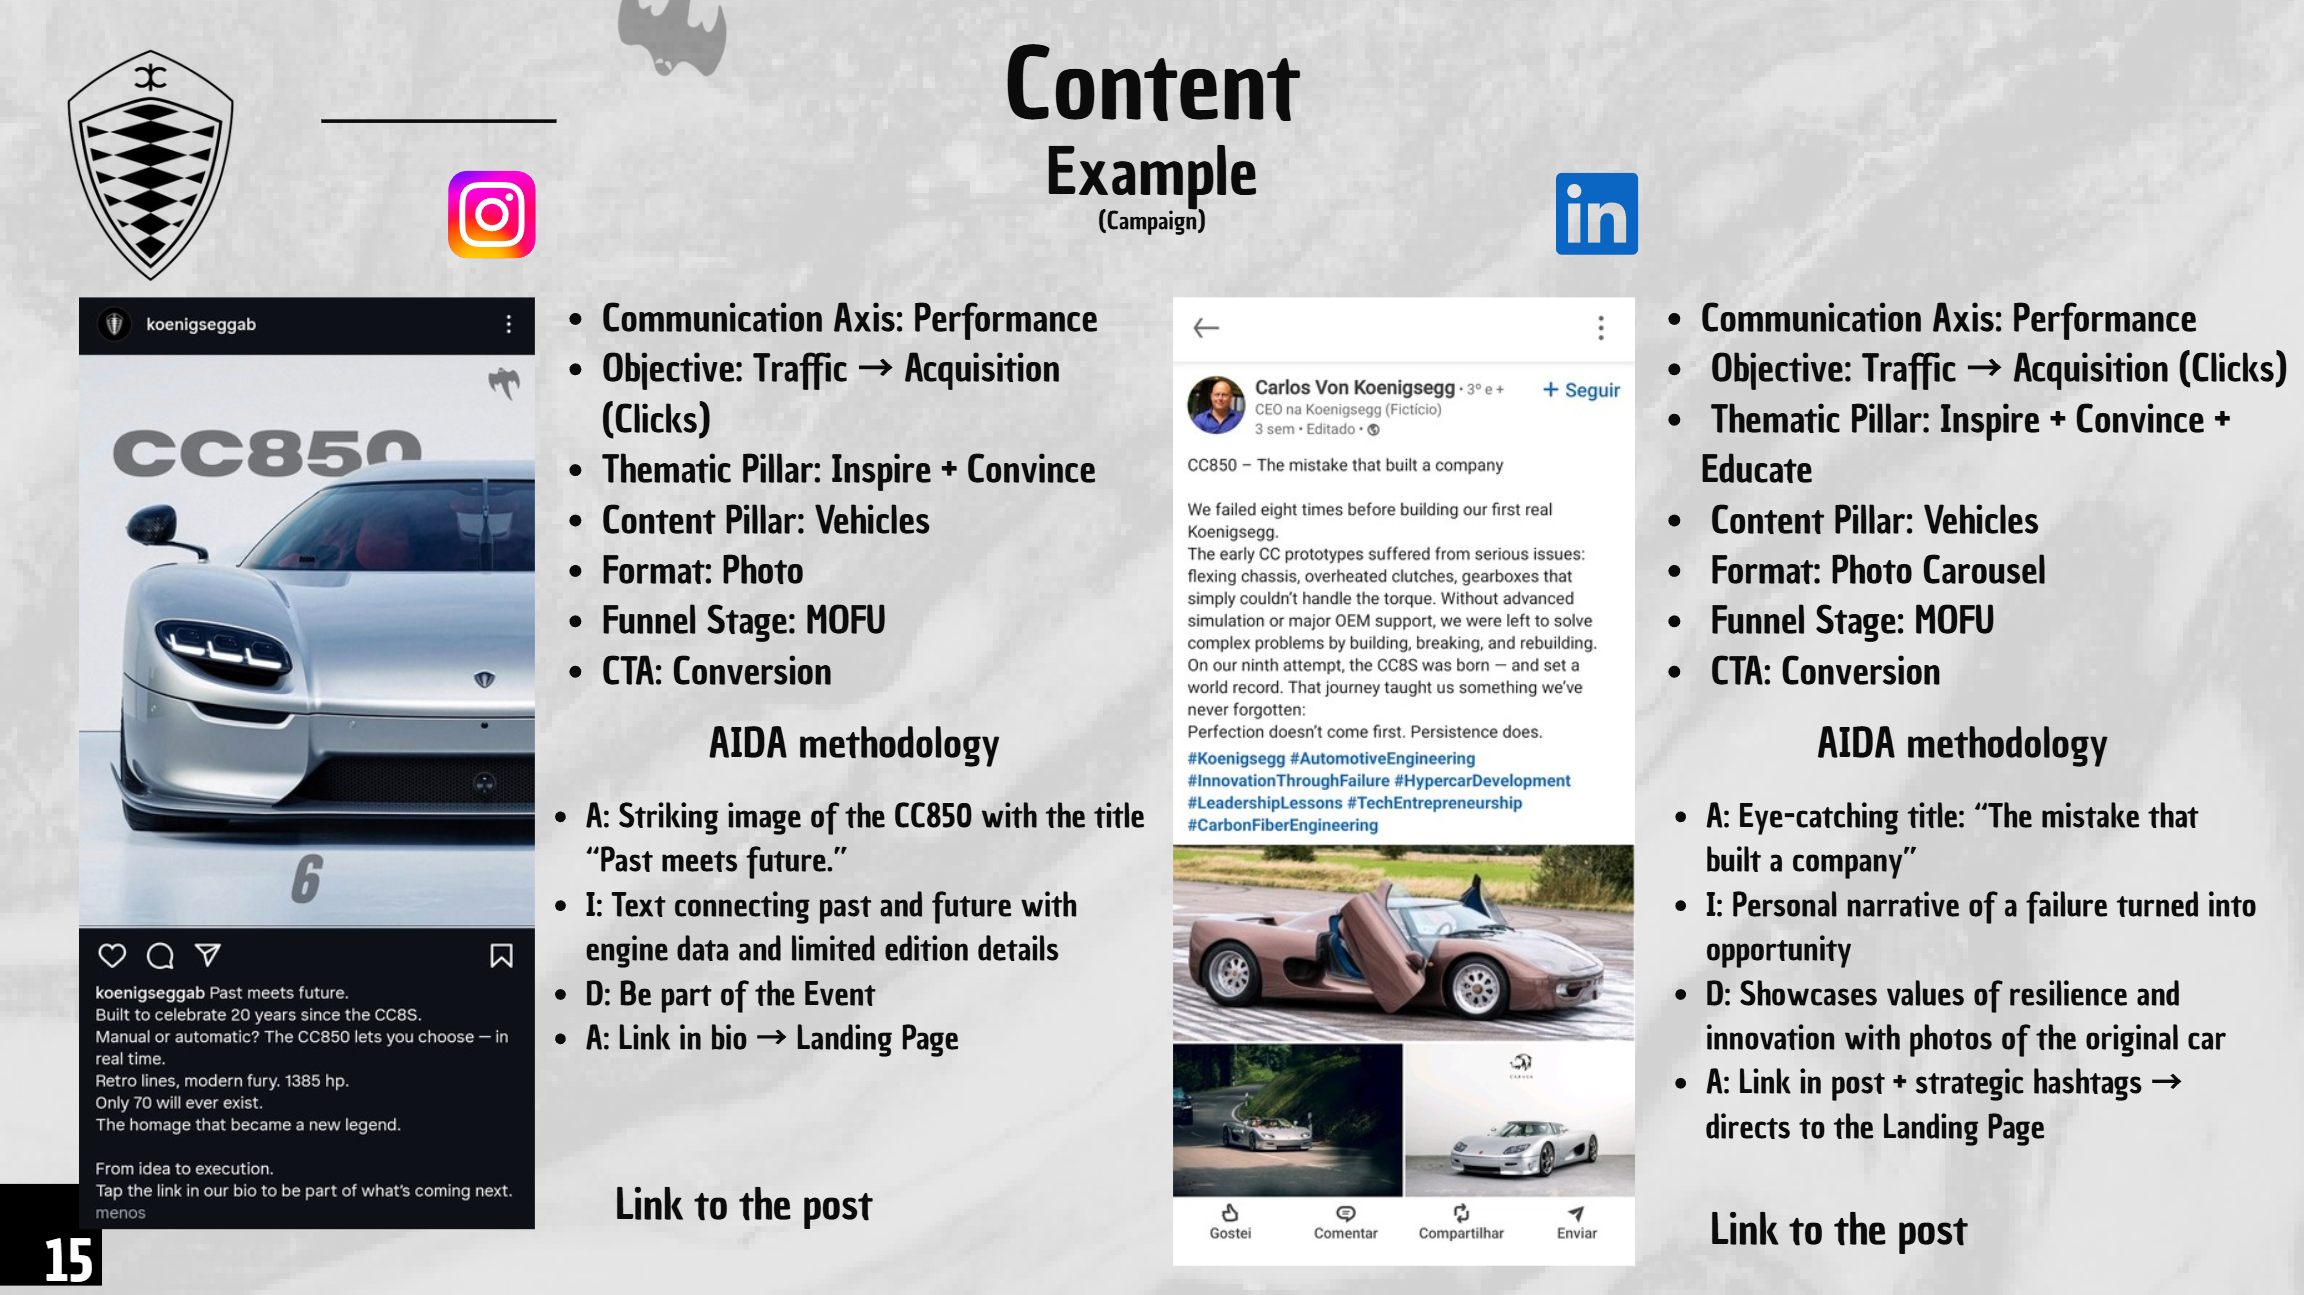 Content
Example
(Campaign)
koenigseggab
CC850
6
koenigseggab Past meets future.
Built to celebrate 20 years since the CC8S.
Manual or automatic? The CC850 lets you choose – in
real time.
Retro lines, modern fury. 1385 hp.
Only 70 will ever exist.
The homage that became a new legend.
From idea to execution.
Tap the link in our bio to be part of what's coming next.
menos
15
• Communication Axis: Performance
• Objective: Traffic → Acquisition
(Clicks)
• Thematic Pillar: Inspire + Convince
• Content Pillar: Vehicles
• Format: Photo
• Funnel Stage: MOFU
• CTA: Conversion
AIDA methodology
• A: Striking image of the CC850 with the title
“Past meets future.”
• I: Text connecting past and future with
engine data and limited edition details
• D: Be part of the Event
• A: Link in bio → Landing Page
Link to the post
in
Carlos Von Koenigsegg · 3º e +
+ Seguir
CEO na Koenigsegg (Fictício)
3 sem • Editado •
CC850 – The mistake that built a company
We failed eight times before building our first real
Koenigsegg.
The early CC prototypes suffered from serious issues:
flexing chassis, overheated clutches, gearboxes that
simply couldn't handle the torque. Without advanced
simulation or major OEM support, we were left to solve
complex problems by building, breaking, and rebuilding.
On our ninth attempt, the CC8S was born – and set a
world record. That journey taught us something we've
never forgotten:
Perfection doesn't come first. Persistence does.
#Koenigsegg #AutomotiveEngineering
#InnovationThroughFailure #HypercarDevelopment
#LeadershipLessons #TechEntrepreneurship
#CarbonFiberEngineering
Gostei
Comentar
Compartilhar
Enviar
• Communication Axis: Performance
• Objective: Traffic → Acquisition (Clicks)
• Thematic Pillar: Inspire + Convince +
Educate
• Content Pillar: Vehicles
• Format: Photo Carousel
• Funnel Stage: MOFU
• CTA: Conversion
AIDA methodology
• A: Eye-catching title: “The mistake that
built a company”
• I: Personal narrative of a failure turned into
opportunity
• D: Showcases values of resilience and
innovation with photos of the original car
• A: Link in post + strategic hashtags →
directs to the Landing Page
Link to the post